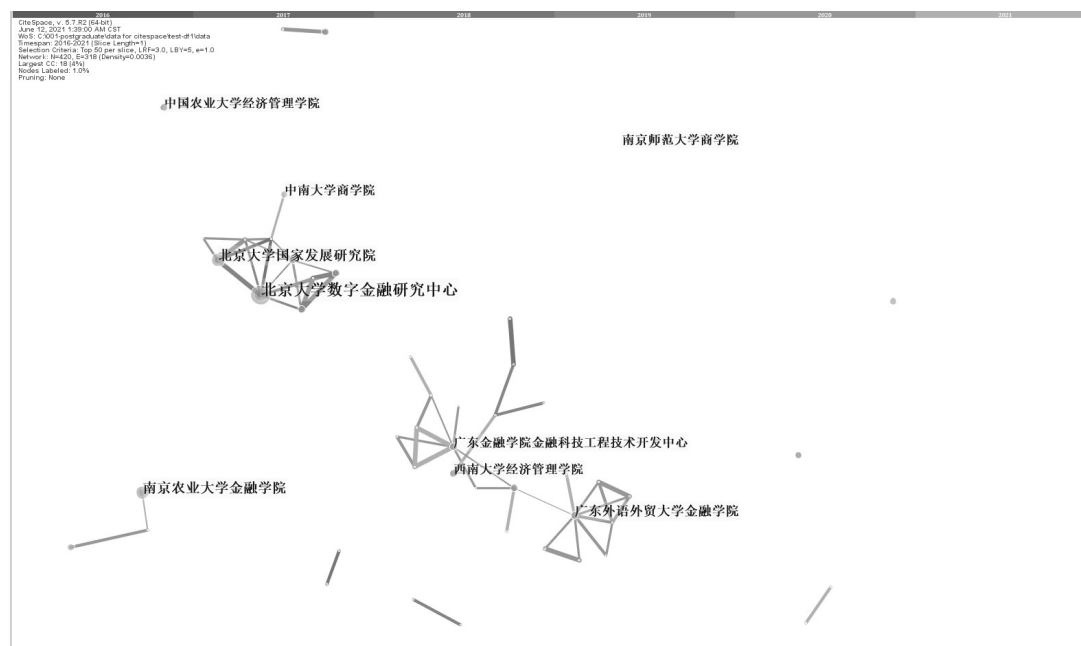 2016 2017 2018 2019 2020 2021
CiteSpace, v. 5.7.R2 (64-bit)
June 12, 2021 1:39:00 AM CST
WoS: C:\001-postgraduate\data for citespace\test-df1\data
Timespan: 2016-2021 (Slice Length=1)
Selection Criteria: Top 50 per slice, LRF=3.0, LBY=5, e=1.0
Network: N=420, E=318 (Density=0.0036)
Largest CC: 18 (4%)
Nodes Labeled: 1.0%
Pruning: None
中国农业大学经济管理学院
南京师范大学商学院
中南大学商学院
北京大学国家发展研究院
北京大学数字金融研究中心
广东金融学院金融科技工程技术开发中心
西南大学经济管理学院
南京农业大学金融学院
广东外语外贸大学金融学院